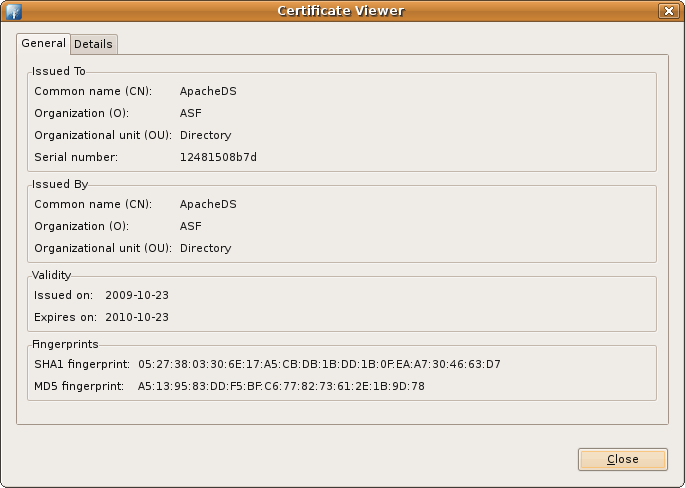 Certificate Viewer
General Details
Issued To
Common name (CN): ApacheDS
Organization (O): ASF
Organizational unit (OU): Directory
Serial number: 12481508b7d
Issued By
Common name (CN): ApacheDS
Organization (O): ASF
Organizational unit (OU): Directory
Validity
Issued on: 2009-10-23
Expires on: 2010-10-23
Fingerprints
SHA1 fingerprint: 05:27:38:03:30:6E:17:A5:CB:DB:1B:DD:1B:0F:EA:A7:30:46:63:D7
MD5 fingerprint: A5:13:95:83:DD:F5:BF:C6:77:82:73:61:2E:1B:9D:78
Close